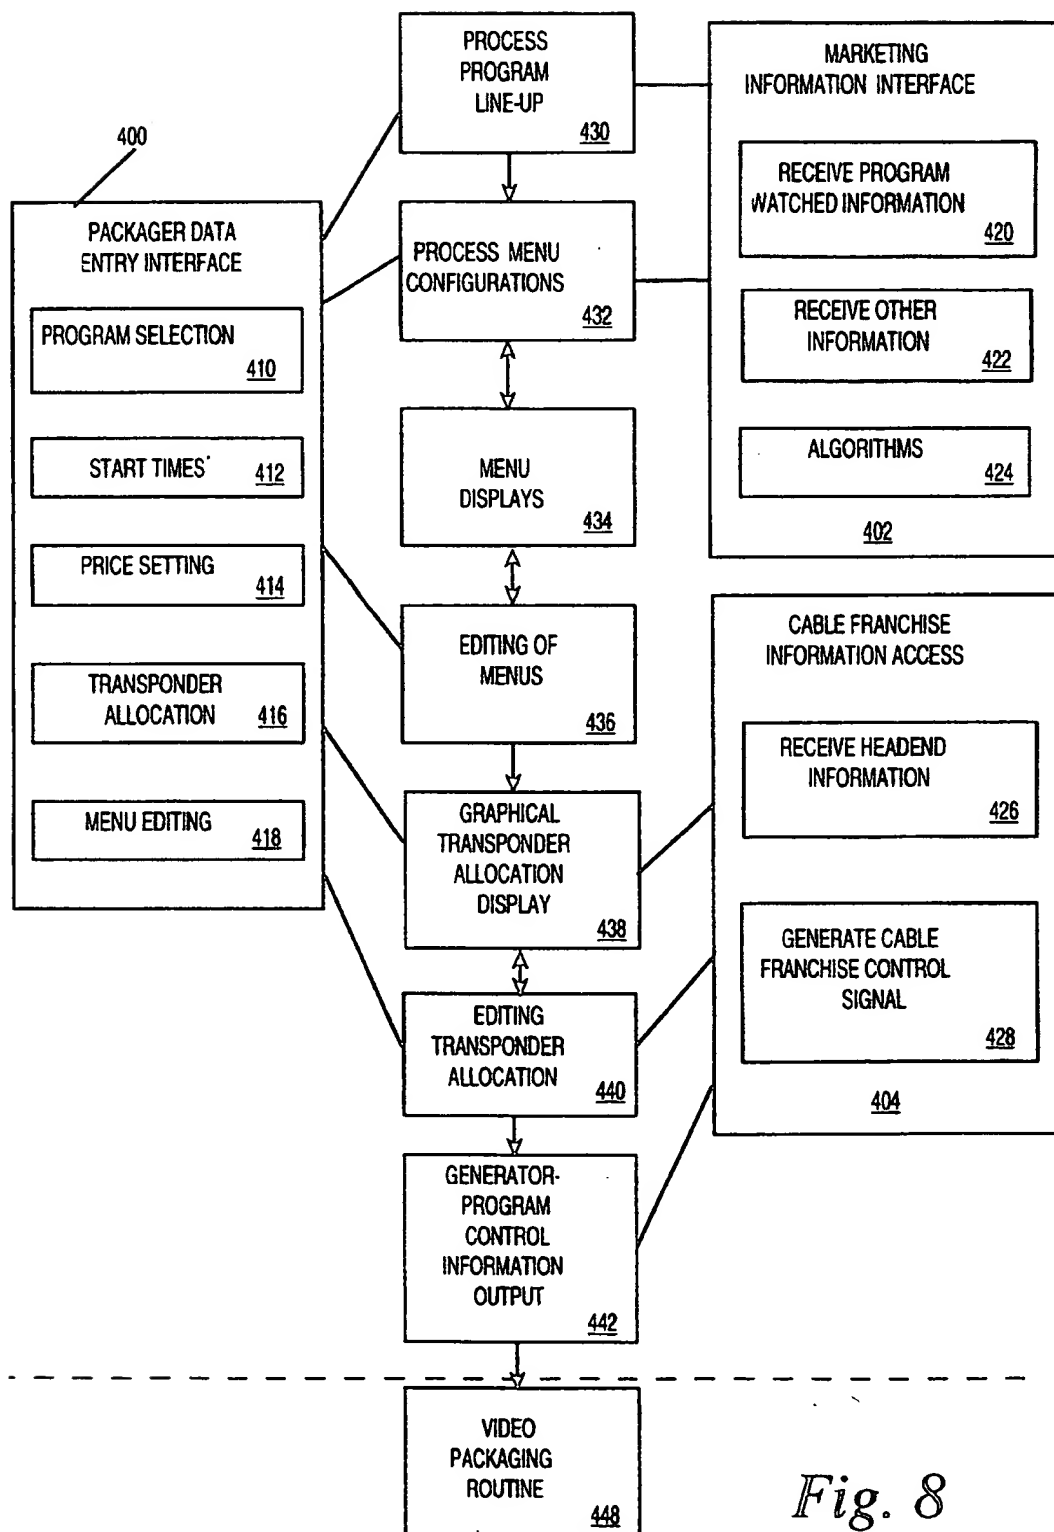 PROCESS
PROGRAM
LINE-UP
430
MARKETING
INFORMATION INTERFACE
RECEIVE PROGRAM
WATCHED INFORMATION
420
RECEIVE OTHER
INFORMATION
422
ALGORITHMS
424
402
400
PACKAGER DATA
ENTRY INTERFACE
PROGRAM SELECTION
410
START TIMES
412
PRICE SETTING
414
TRANSPONDER
ALLOCATION
416
MENU EDITING
418
PROCESS MENU
CONFIGURATIONS
432
MENU
DISPLAYS
434
EDITING OF
MENUS
436
GRAPHICAL
TRANSPONDER
ALLOCATION
DISPLAY
438
EDITING
TRANSPONDER
ALLOCATION
440
GENERATOR-
PROGRAM
CONTROL
INFORMATION
OUTPUT
442
CABLE FRANCHISE
INFORMATION ACCESS
RECEIVE HEADEND
INFORMATION
426
GENERATE CABLE
FRANCHISE CONTROL
SIGNAL
428
404
VIDEO
PACKAGING
ROUTINE
448
Fig. 8